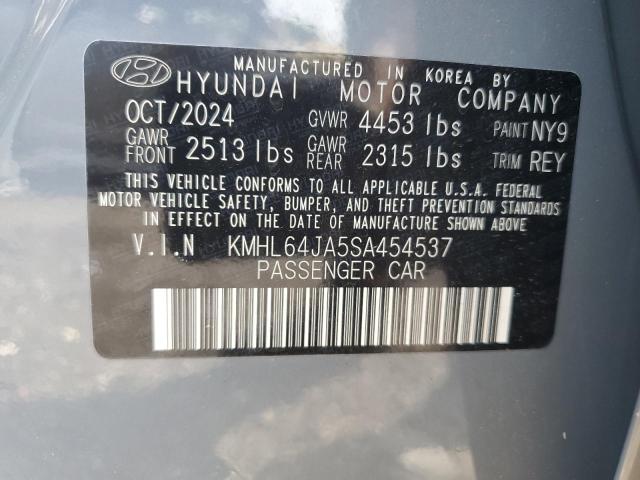 MANUFACTURED IN KOREA BY
HYUNDAI MOTOR COMPANY
OCT/2024 GVWR 4453 lbs PAINT NY9
GAWR FRONT 2513 lbs GAWR REAR 2315 lbs TRIM REY
THIS VEHICLE CONFORMS TO ALL APPLICABLE U.S.A. FEDERAL
MOTOR VEHICLE SAFETY, BUMPER, AND THEFT PREVENTION STANDARDS
IN EFFECT ON THE DATE OF MANUFACTURE SHOWN ABOVE
V.I.N KMHL64JA5SA454537
PASSENGER CAR